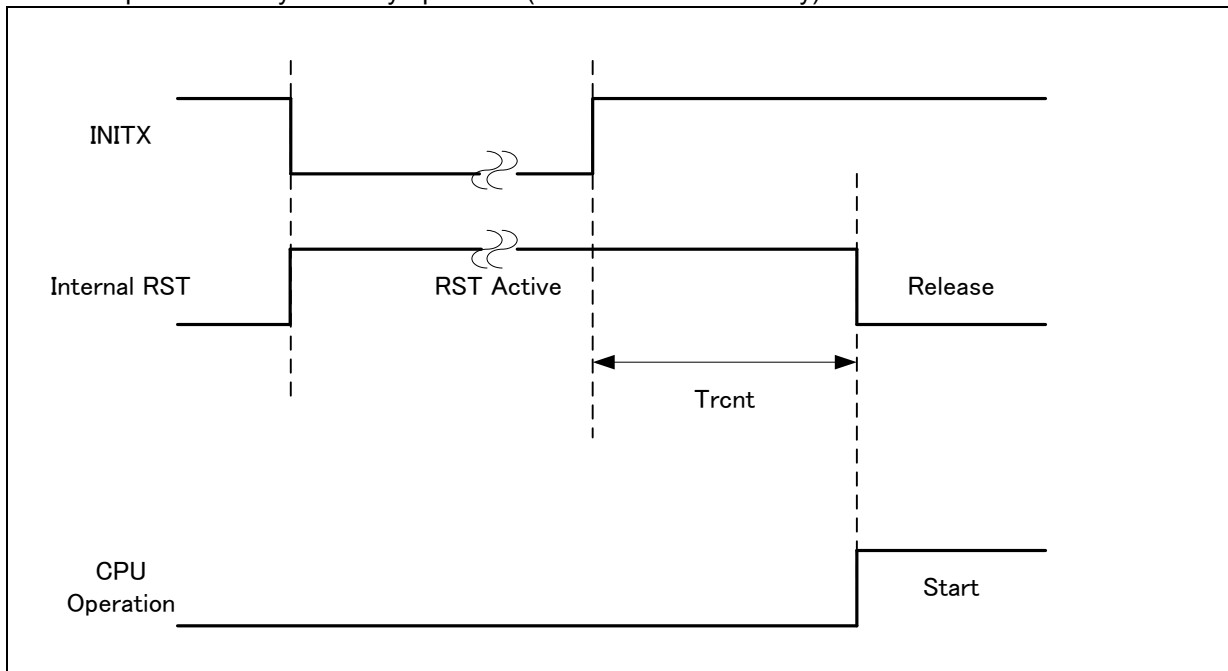 INITX
Internal RST
RST Active
Release
Trcnt
CPU
Operation
Start